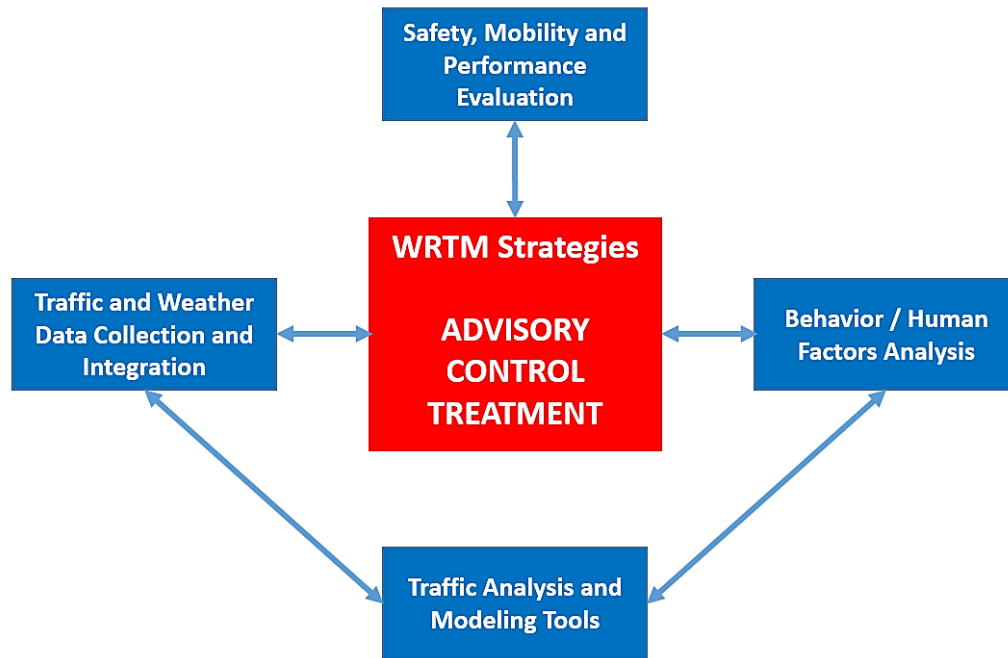 Safety, Mobility and
Performance
Evaluation
WRTM Strategies
ADVISORY
CONTROL
TREATMENT
Traffic and Weather
Data Collection and
Integration
Behavior / Human
Factors Analysis
Traffic Analysis and
Modeling Tools